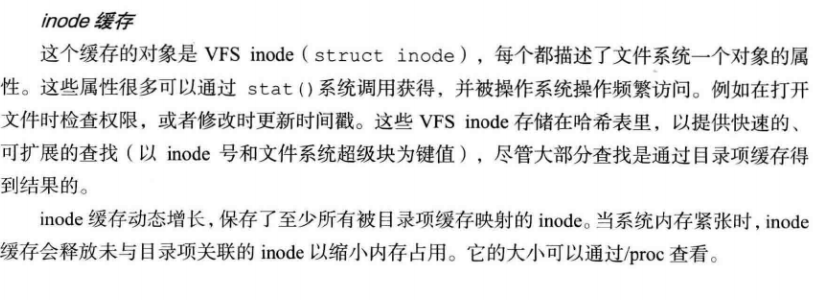 inode 缓存
这个缓存的对象是 VFS inode（struct inode），每个都描述了文件系统一个对象的属
性。这些属性很多可以通过 stat()系统调用获得，并被操作系统操作频繁访问。例如在打开
文件时检查权限，或者修改时更新时间戳。这些 VFS inode 存储在哈希表里，以提供快速的、
可扩展的查找（以 inode 号和文件系统超级块为键值），尽管大部分查找是通过目录项缓存得
到结果的。
inode 缓存动态增长，保存了至少所有被目录项缓存映射的 inode。当系统内存紧张时，inode
缓存会释放未与目录项关联的 inode 以缩小内存占用。它的大小可以通过/proc 查看。